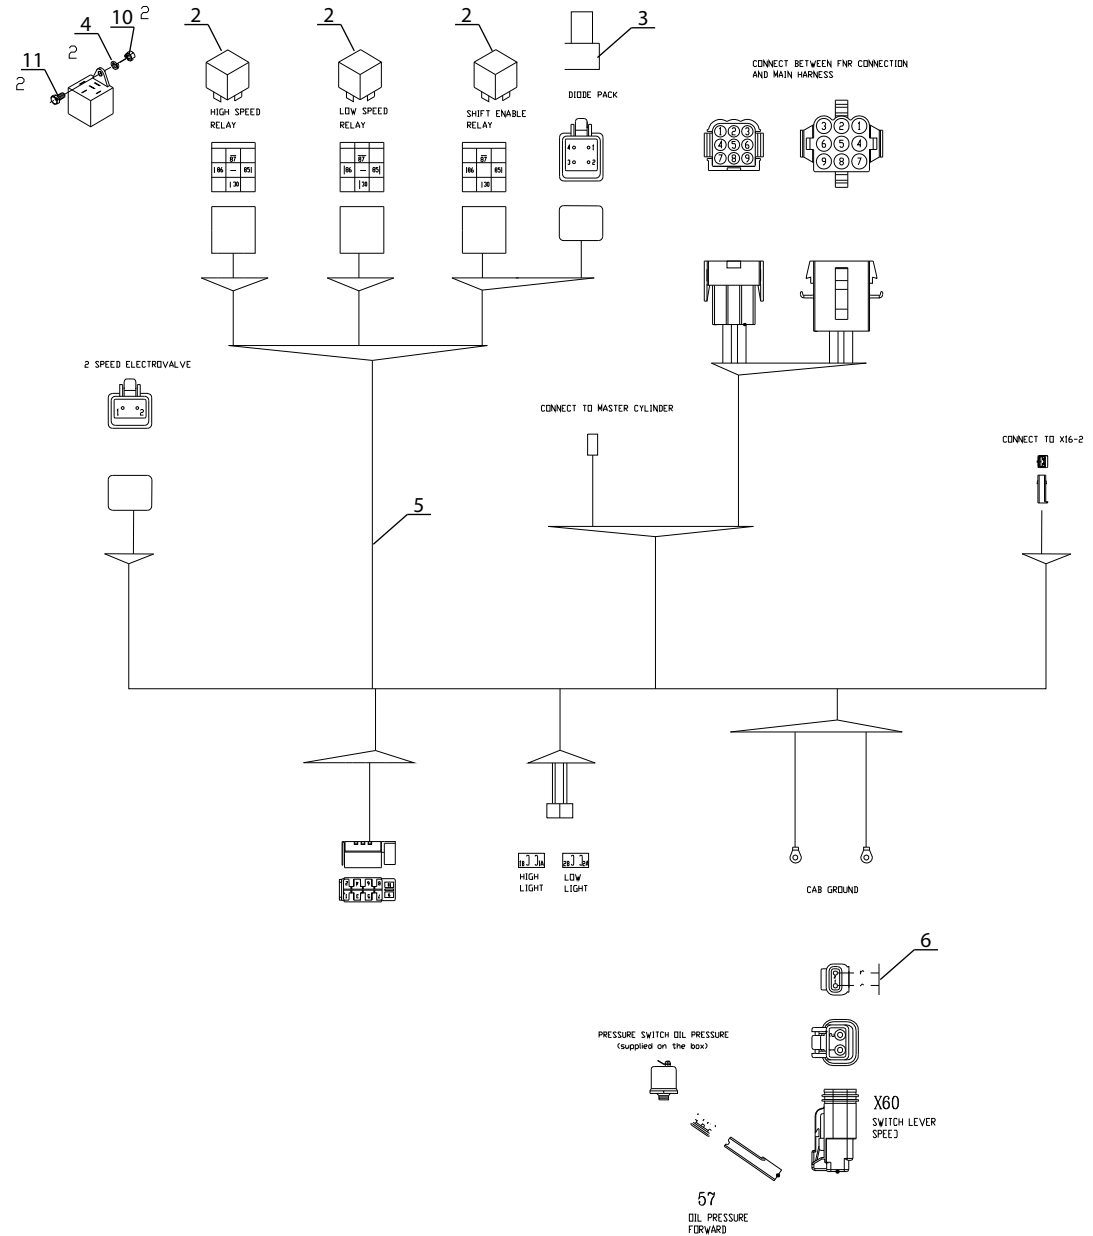 2
4
10
2
11
2
2
2
2
3
HIGH SPEED
RELAY
LOW SPEED
RELAY
SHIFT ENABLE
RELAY
DIODE PACK
CONNECT BETWEEN FNR CONNECTION
AND MAIN HARNESS
87
86
85
30
87
86
85
30
87
86
85
30
4 1
3 2
1 2 3
4 5 6
7 8 9
3 2 1
6 5 4
9 8 7
2 SPEED ELECTROVALVE
1 2
CONNECT TO MASTER CYLINDER
CONNECT TO X16-2
5
1B 1A
2B 2A
HIGH
LIGHT
LOW
LIGHT
CAB GROUND
6
PRESSURE SWITCH OIL PRESSURE
(supplied on the box)
X60
SWITCH LEVER
SPEED
57
OIL PRESSURE
FORWARD